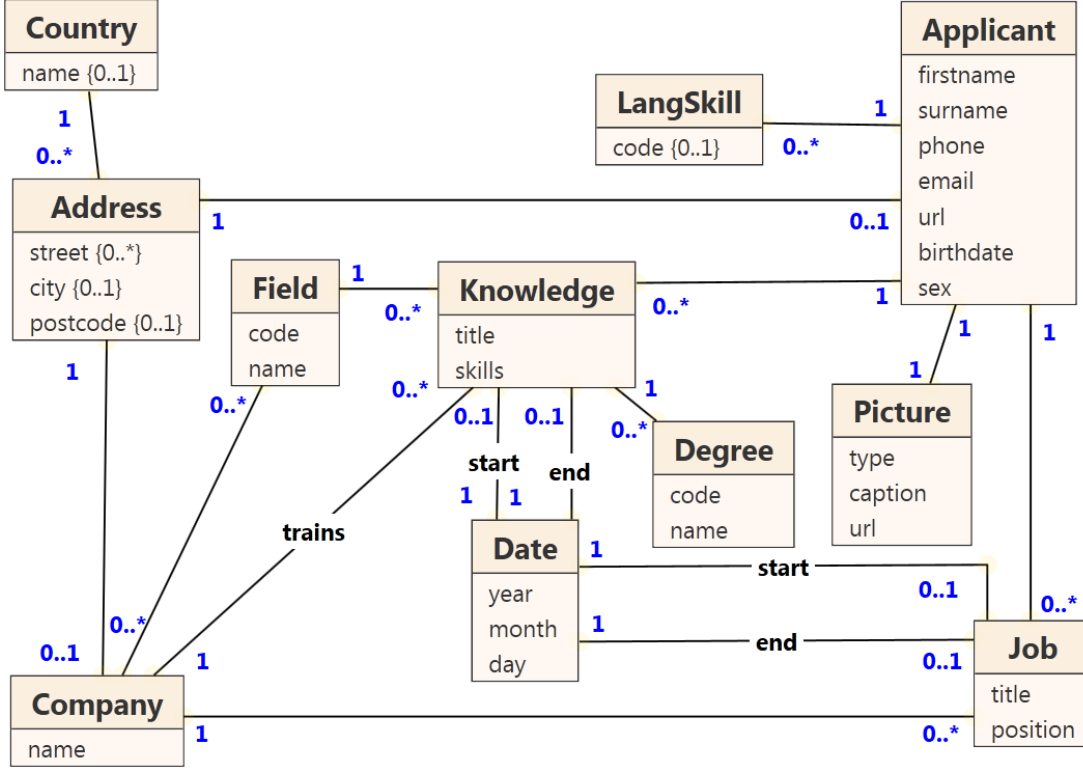 Country
name {0..1}
1
0..*
Applicant
firstname
surname
phone
email
url
birthdate
sex
LangSkill
code {0..1}
1
0..*
Address
street {0..*}
city {0..1}
postcode {0..1}
1
0..1
Field
code
name
1
0..*
Knowledge
title
skills
0..*
1
1
0..*
0..*
0..1
0..1
1
0..*
1
1
1
Picture
type
caption
url
Degree
code
name
start
end
1
1
trains
Date
year
month
day
1
start
0..1
1
end
0..1
0..*
Job
title
position
0..1
0..*
1
Company
name
1
0..*